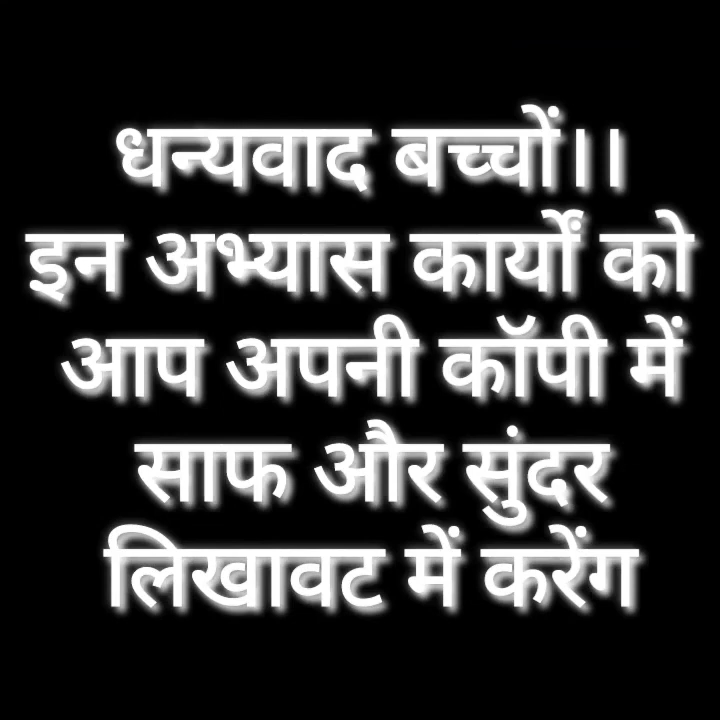 धन्यवाद बच्चों।।
इन अभ्यास कार्यों को
आप अपनी कॉपी में
साफ और सुंदर
लिखावट में करेंग